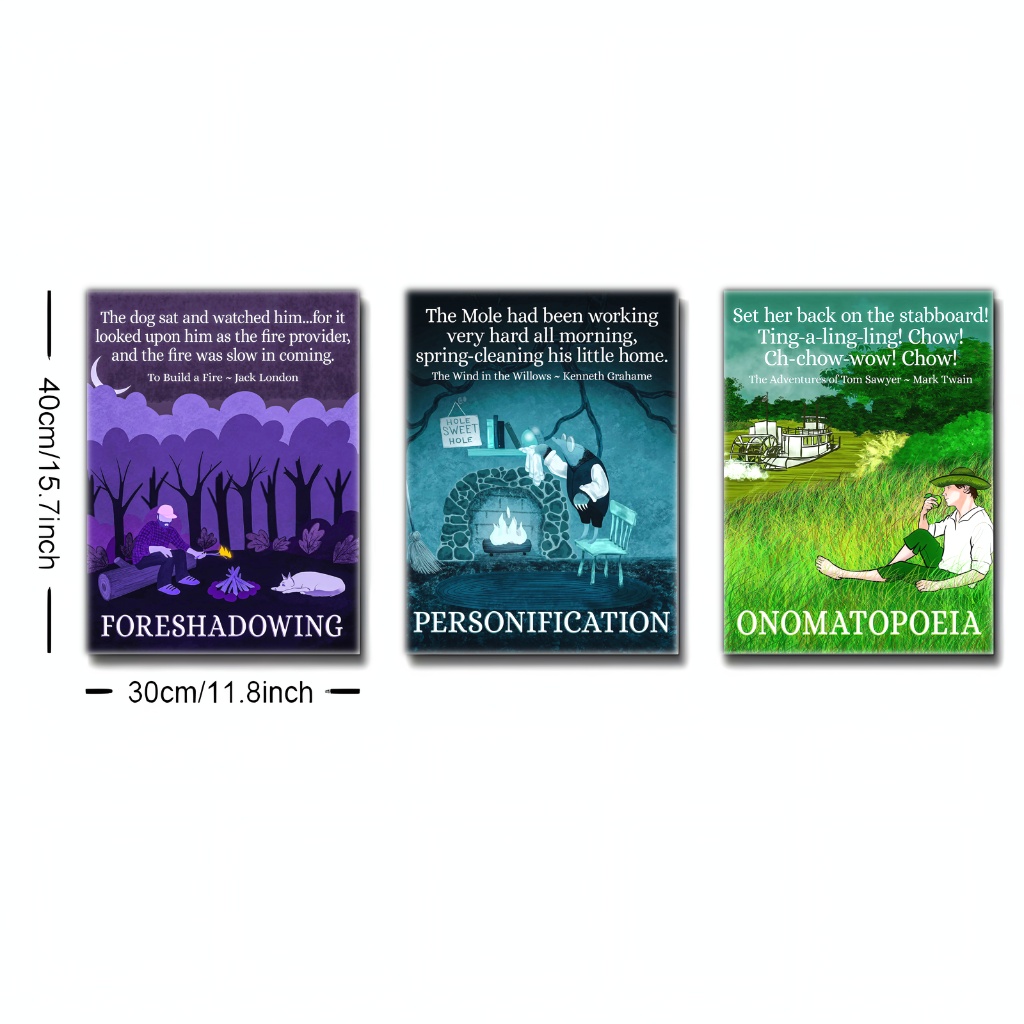 The dog sat and watched him...for it
looked upon him as the fire provider,
and the fire was slow in coming.
To Build a Fire ~ Jack London
FORESHADOWING
The Mole had been working
very hard all morning,
spring-cleaning his little home.
The Wind in the Willows ~ Kenneth Grahame
HOLE
SWEET
HOLE
PERSONIFICATION
Set her back on the stabboard!
Ting-a-ling-ling! Chow!
Ch-chow-wow! Chow!
The Adventures of Tom Sawyer ~ Mark Twain
ONOMATOPOEIA
40cm/15.7inch
30cm/11.8inch